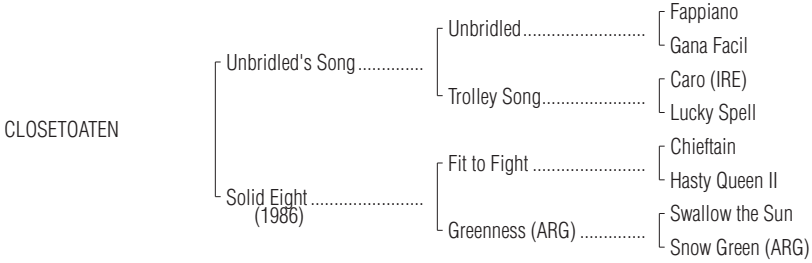 CLOSETOATEN
Unbridled's Song..............
Solid Eight........................
(1986)
Unbridled..........................
Trolley Song......................
Fit to Fight ........................
Greenness (ARG) ..............
Fappiano
Gana Facil
Caro (IRE)
Lucky Spell
Chieftain
Hasty Queen II
Swallow the Sun
Snow Green (ARG)